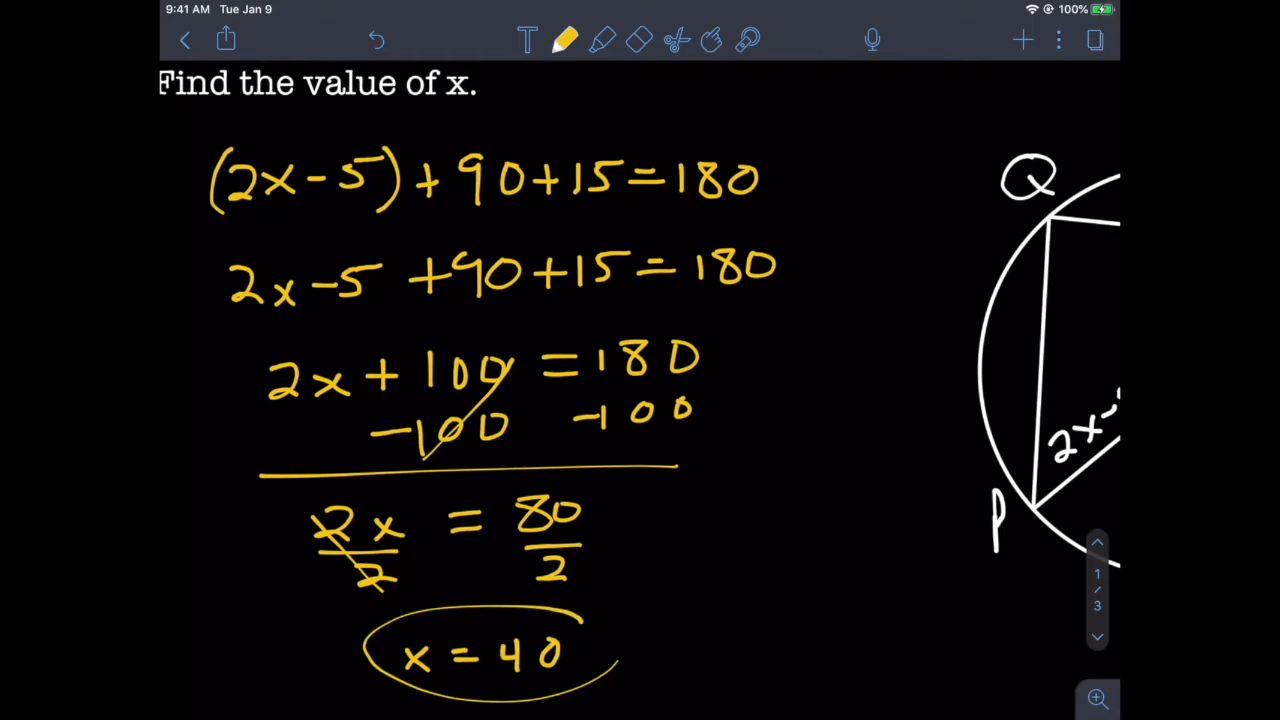 9:41 AM Tue Jan 9
100%
Find the value of x.
(2x-5)+90+15=180
2x-5 +90+15=180
2x+100 =180
-100 -100
2x = 80
2 2
x = 40
Q
2x-
P
1
/
3